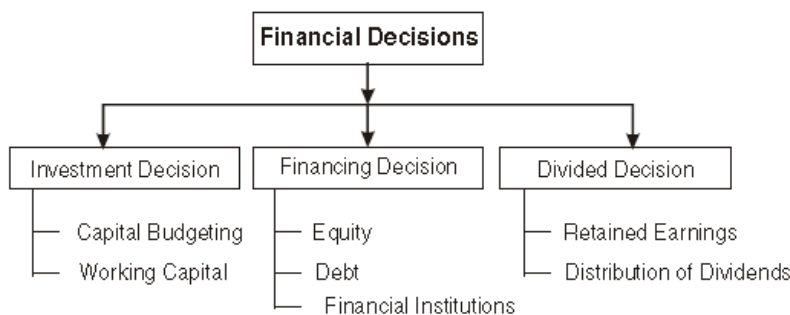 Financial Decisions
Investment Decision
Capital Budgeting
Working Capital
Financing Decision
Equity
Debt
Financial Institutions
Divided Decision
Retained Earnings
Distribution of Dividends